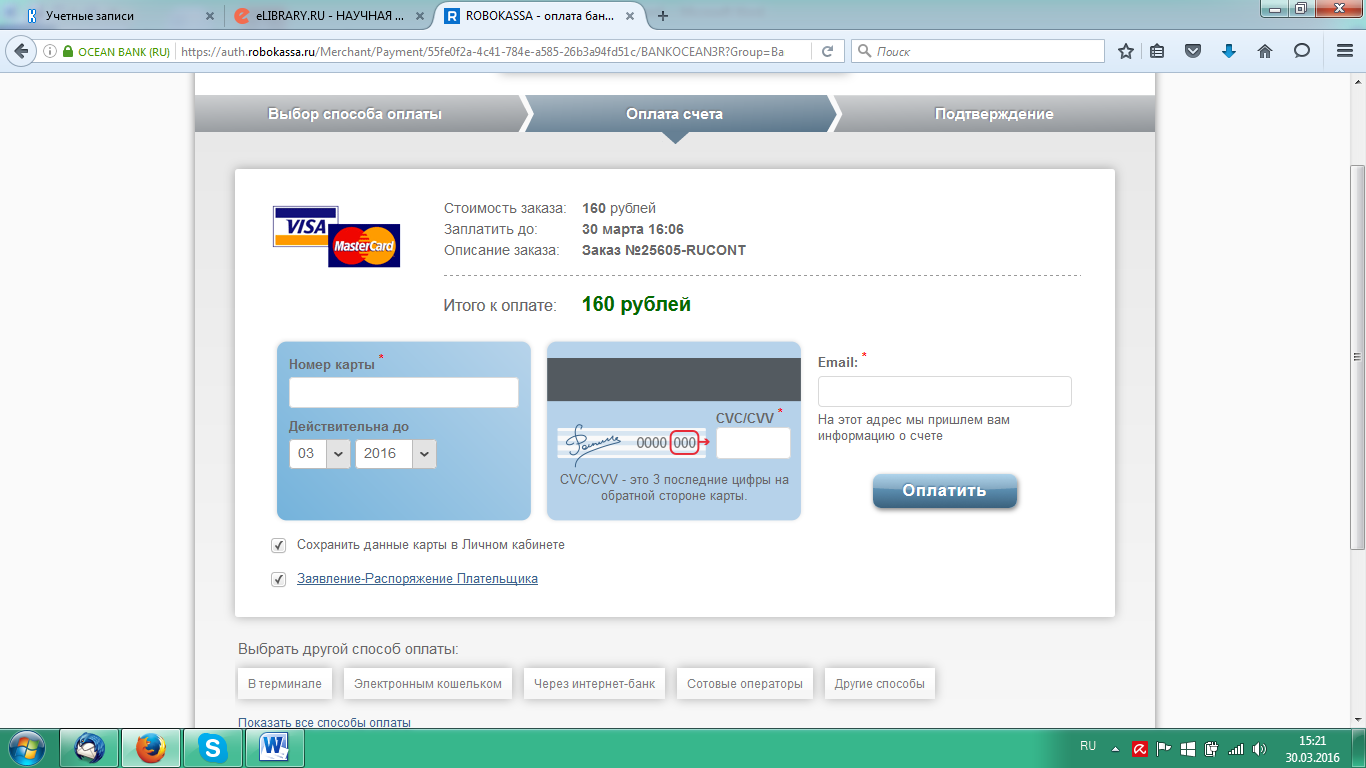 Учетные записи
eLIBRARY.RU - НАУЧНАЯ ...
ROBOKASSA - оплата бан...
OCEAN BANK (RU)
https://auth.robokassa.ru/Merchant/Payment/55fe0f2a-4c41-784e-a585-26b3a94fd51c/BANKOCEAN3R?Group=Ba
Поиск
Выбор способа оплаты
Оплата счета
Подтверждение
VISA
MasterCard
Стоимость заказа: 160 рублей
Заплатить до: 30 марта 16:06
Описание заказа: Заказ №25605-RUCONT
Итого к оплате: 160 рублей
Номер карты *
Действительна до
03 2016
CVC/CVV *
0000 000
CVC/CVV - это 3 последние цифры на
обратной стороне карты.
Email: *
На этот адрес мы пришлем вам
информацию о счете
Оплатить
Сохранить данные карты в Личном кабинете
Заявление-Распоряжение Плательщика
Выбрать другой способ оплаты:
В терминале
Электронным кошельком
Через интернет-банк
Сотовые операторы
Другие способы
Показать все способы оплаты
RU
15:21
30.03.2016